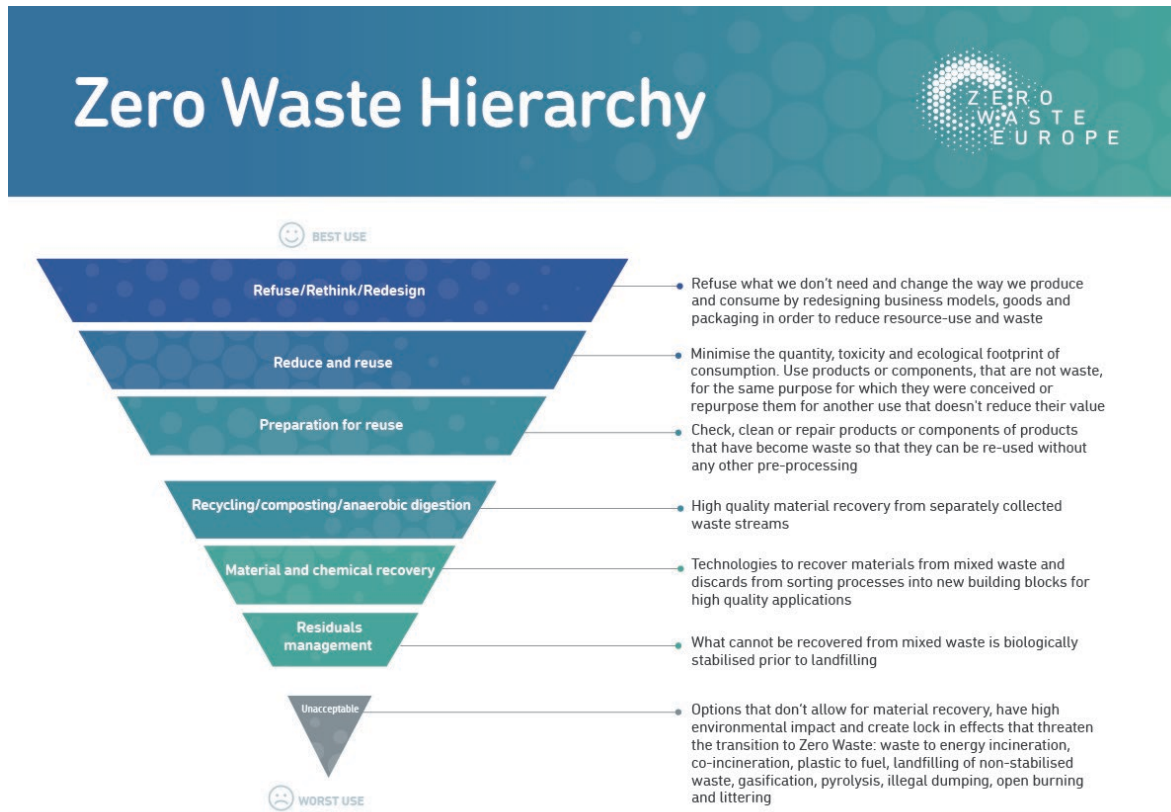 Zero Waste Hierarchy
ZERO
WASTE
EUROPE
BEST USE
Refuse/Rethink/Redesign
Refuse what we don't need and change the way we produce
and consume by redesigning business models, goods and
packaging in order to reduce resource-use and waste
Reduce and reuse
Minimise the quantity, toxicity and ecological footprint of
consumption. Use products or components, that are not waste,
for the same purpose for which they were conceived or
repurpose them for another use that doesn't reduce their value
Preparation for reuse
Check, clean or repair products or components of products
that have become waste so that they can be re-used without
any other pre-processing
Recycling/composting/anaerobic digestion
High quality material recovery from separately collected
waste streams
Material and chemical recovery
Technologies to recover materials from mixed waste and
discards from sorting processes into new building blocks for
high quality applications
Residuals
management
What cannot be recovered from mixed waste is biologically
stabilised prior to landfilling
Unacceptable
Options that don't allow for material recovery, have high
environmental impact and create lock in effects that threaten
the transition to Zero Waste: waste to energy incineration,
co-incineration, plastic to fuel, landfilling of non-stabilised
waste, gasification, pyrolysis, illegal dumping, open burning
and littering
WORST USE